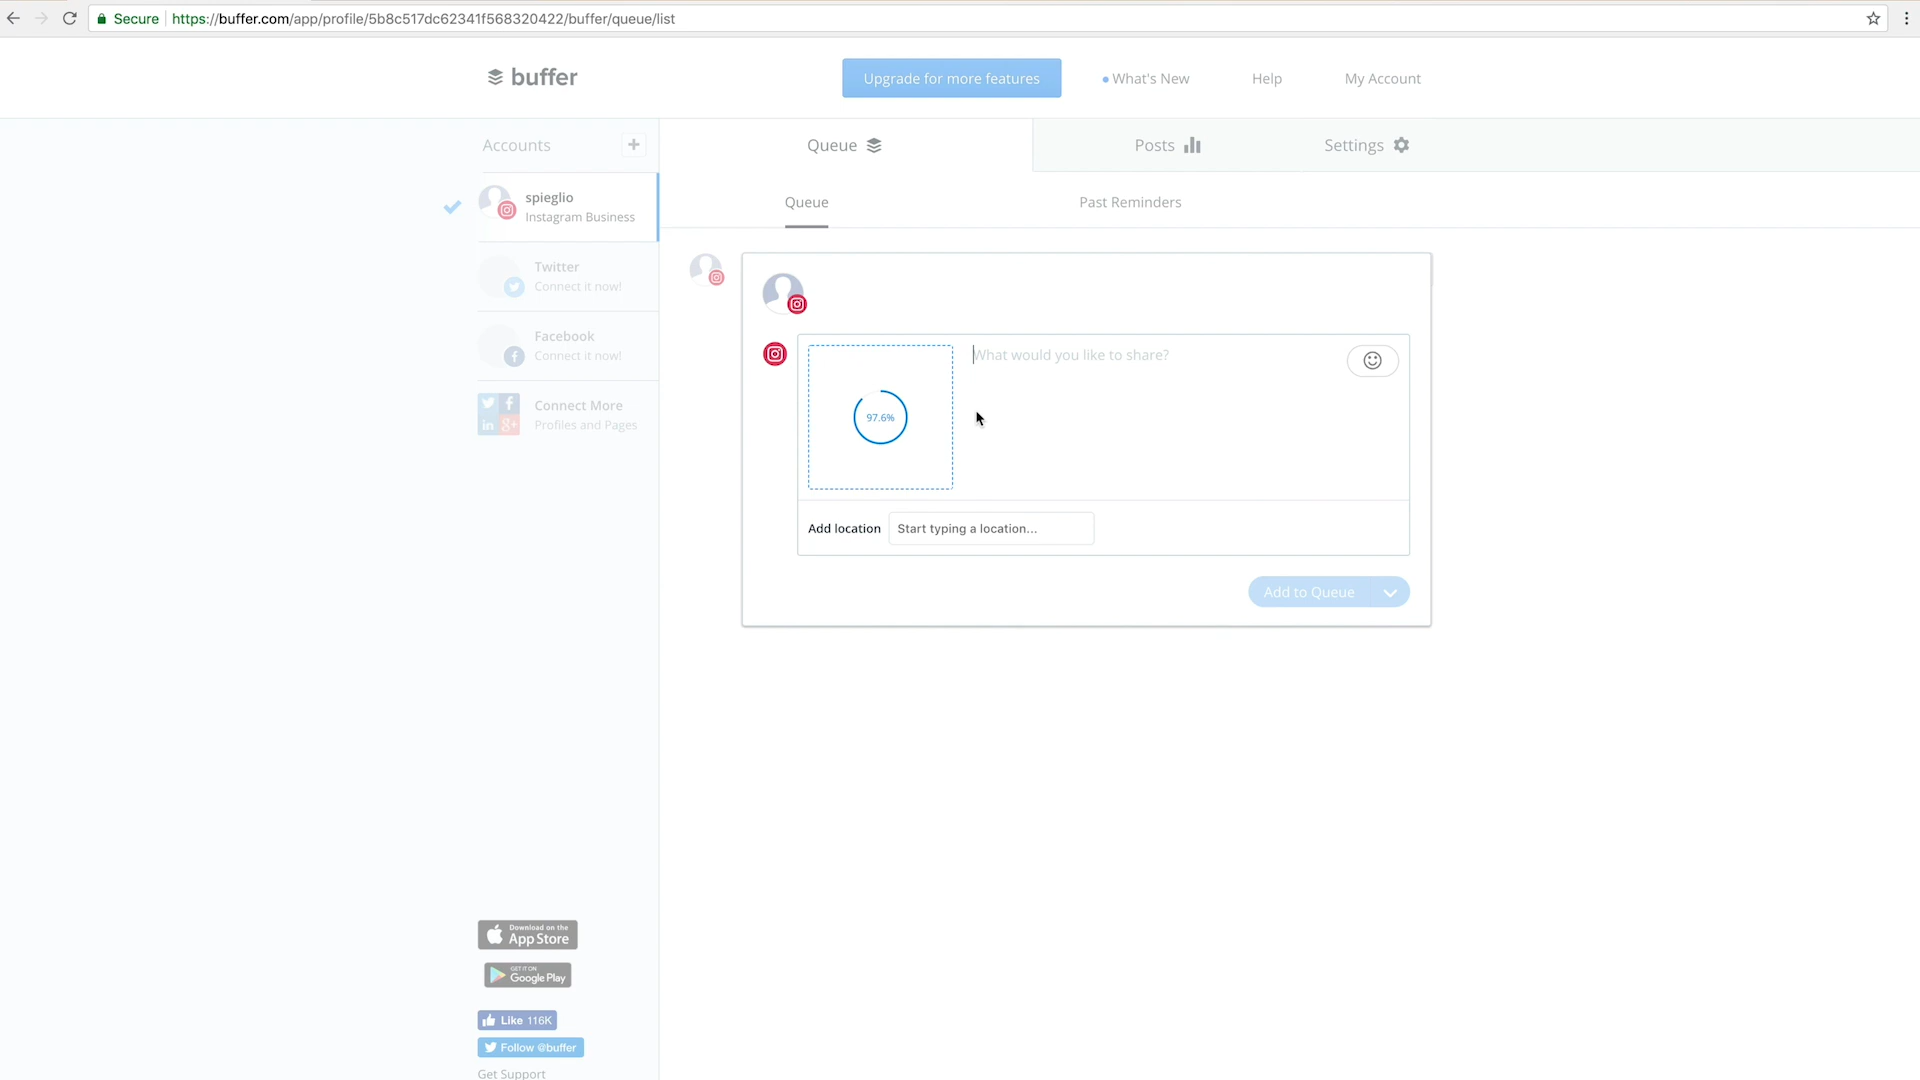 Secure https://buffer.com/app/profile/5b8c517dc62341f568320422/buffer/queue/list
buffer
Upgrade for more features
What's New
Help
My Account
Accounts
+
Queue
Posts
Settings
spieglio
Instagram Business
Queue
Past Reminders
Twitter
Connect it now!
Facebook
Connect it now!
What would you like to share?
97.6%
Connect More
Profiles and Pages
Add location
Start typing a location...
Add to Queue
Download on the
App Store
GET IT ON
Google Play
Like 116K
Follow @buffer
Get Support